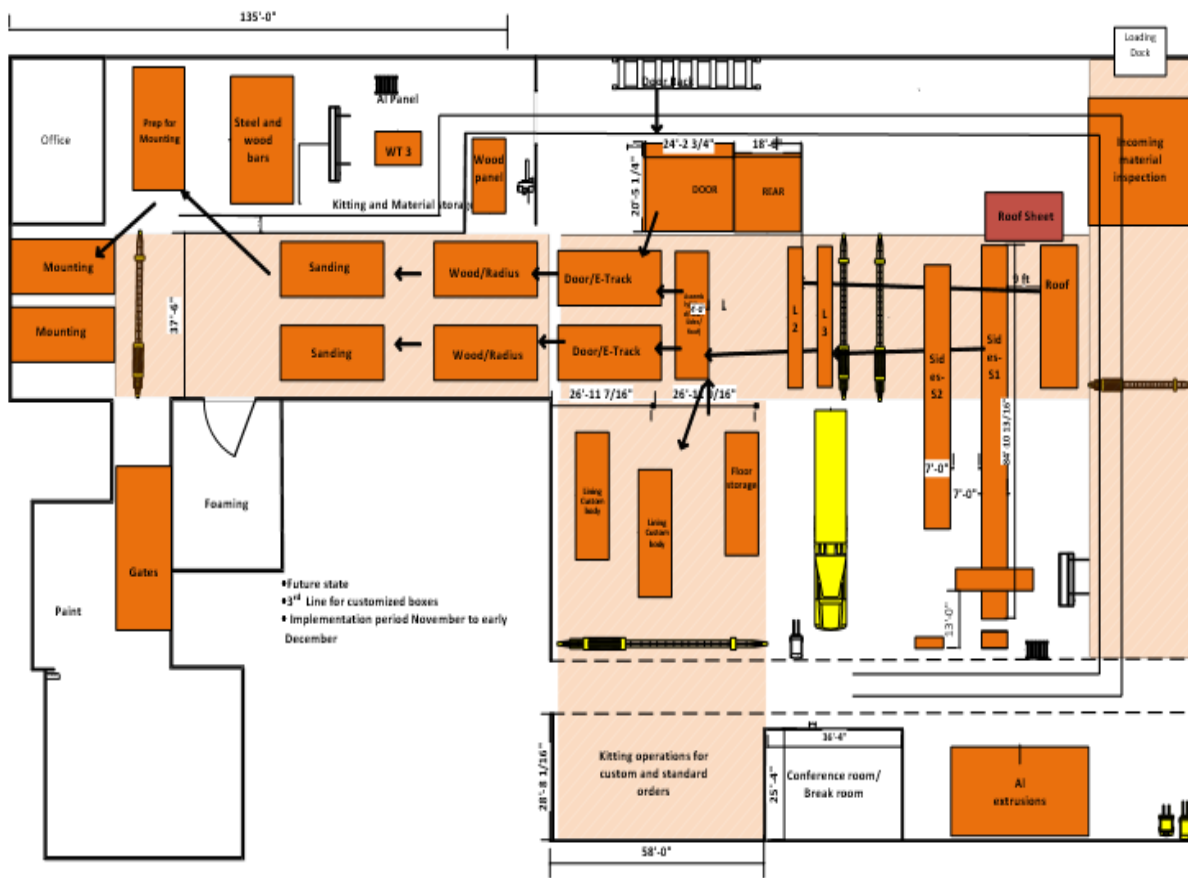 135'-0"
Loading
Dock
Office
Prep for
Mounting
Steel and
wood
bars
Al Panel
WT 3
Wood
panel
Kitting and Material storag
Door Rack
24'-2 3/4"
20'-5 1/4"
DOOR
REAR
Incoming
material
inspection
Roof Sheet
Mounting
Mounting
37'-6"
Sanding
Sanding
Wood/Radius
Wood/Radius
Door/E-Track
Door/E-Track
L
L
2
L
3
9 ft
Roof
Sid
es-
S2
Sid
es-
S1
84'-10 13/16"
26'-11 7/16"
7'-0"
7'-0"
13'-0"
Lining
Custom
body
Lining
Custom
body
Floor
storage
Foaming
Gates
Paint
•Future state
•3rd Line for customized boxes
• Implementation period November to early
December
28'-8 1/16"
Kitting operations for
custom and standard
orders
25'-4"
36'-4"
Conference room/
Break room
Al
extrusions
58'-0"